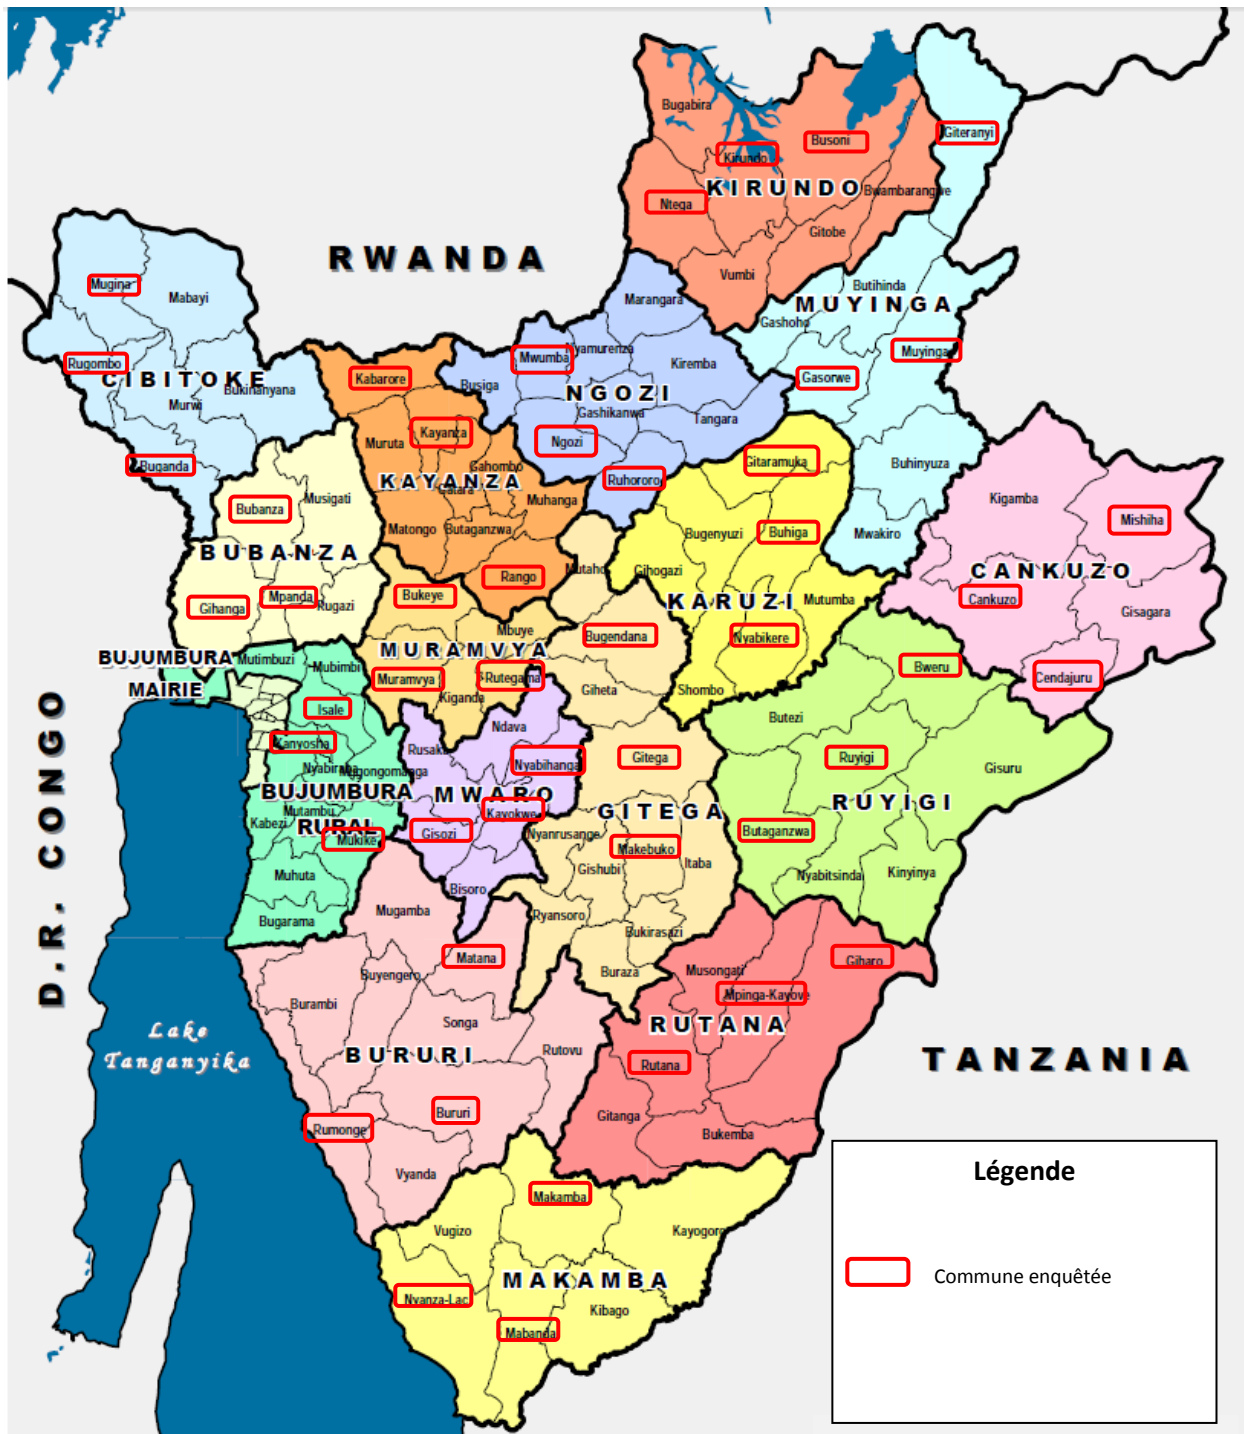 Bugabira
Giteranyi
Busoni
Kirundo
KIRUNDO
Bwambarangwe
Ntega
Gitobe
RWANDA
Vumbi
Mugina
Mabayi
Marangara
Butihinda
MUYINGA
Gashoho
Nyamurenza
Muyinga
Mwumba
Rugombo
Kiremba
CIBITOKE
Kabarore
Gasorwe
Bukinanyana
Busiga
NGOZI
Murwi
Gashikanwa
Tangara
Kayanza
Muruta
Ngozi
Gitaramuka
Buganda
Gahombo
Buhinyuza
KAYANZA
Ruhororo
Gatara
Musigati
Kigamba
Muhanga
Bubanza
Mishiha
Matongo
Butaganzwa
Bugenyuzi
Buhiga
Mwakiro
BUBANZA
Mutaho
Gihogazi
CANKUZO
Rango
Bukeye
Mpanda
Cankuzo
Gihanga
Rugazi
KARUZI
Mutumba
Gisagara
Mbuye
Bugendana
Nyabikere
MURAMVYA
BUJUMBURA
MAIRIE
Mutimbuzi
Mubimbi
Bweru
Muramvya
Rutegama
Cendajuru
Kiganda
Giheta
Shombo
Isale
Butezi
Ndava
Kanyosha
Rusaka
Nyabihanga
Gitega
Ruyigi
Gisuru
Nyabiraba
Mugongomanga
BUJUMBURA
RURAL
MWARO
RUYIGI
Mutambu
Kabezi
Kayokwe
GITEGA
Gisozi
Nyanrusange
Butaganzwa
Mukike
Makebuko
Itaba
Gishubi
Muhuta
Nyabitsinda
Kinyinya
Bisoro
Mugamba
Ryansoro
Bugarama
Bukirasazi
D.R. CONGO
Matana
Giharo
Buyengero
Buraza
Musongati
Mpinga-Kayove
Burambi
Songa
RUTANA
Lake
Tanganyika
BURURI
Rutovu
TANZANIA
Rutana
Bururi
Gitanga
Rumonge
Bukemba
Vyanda
Légende
Makamba
Vugizo
Kayogoro
Commune enquêtée
MAKAMBA
Nyanza-Lac
Kibago
Mabanda